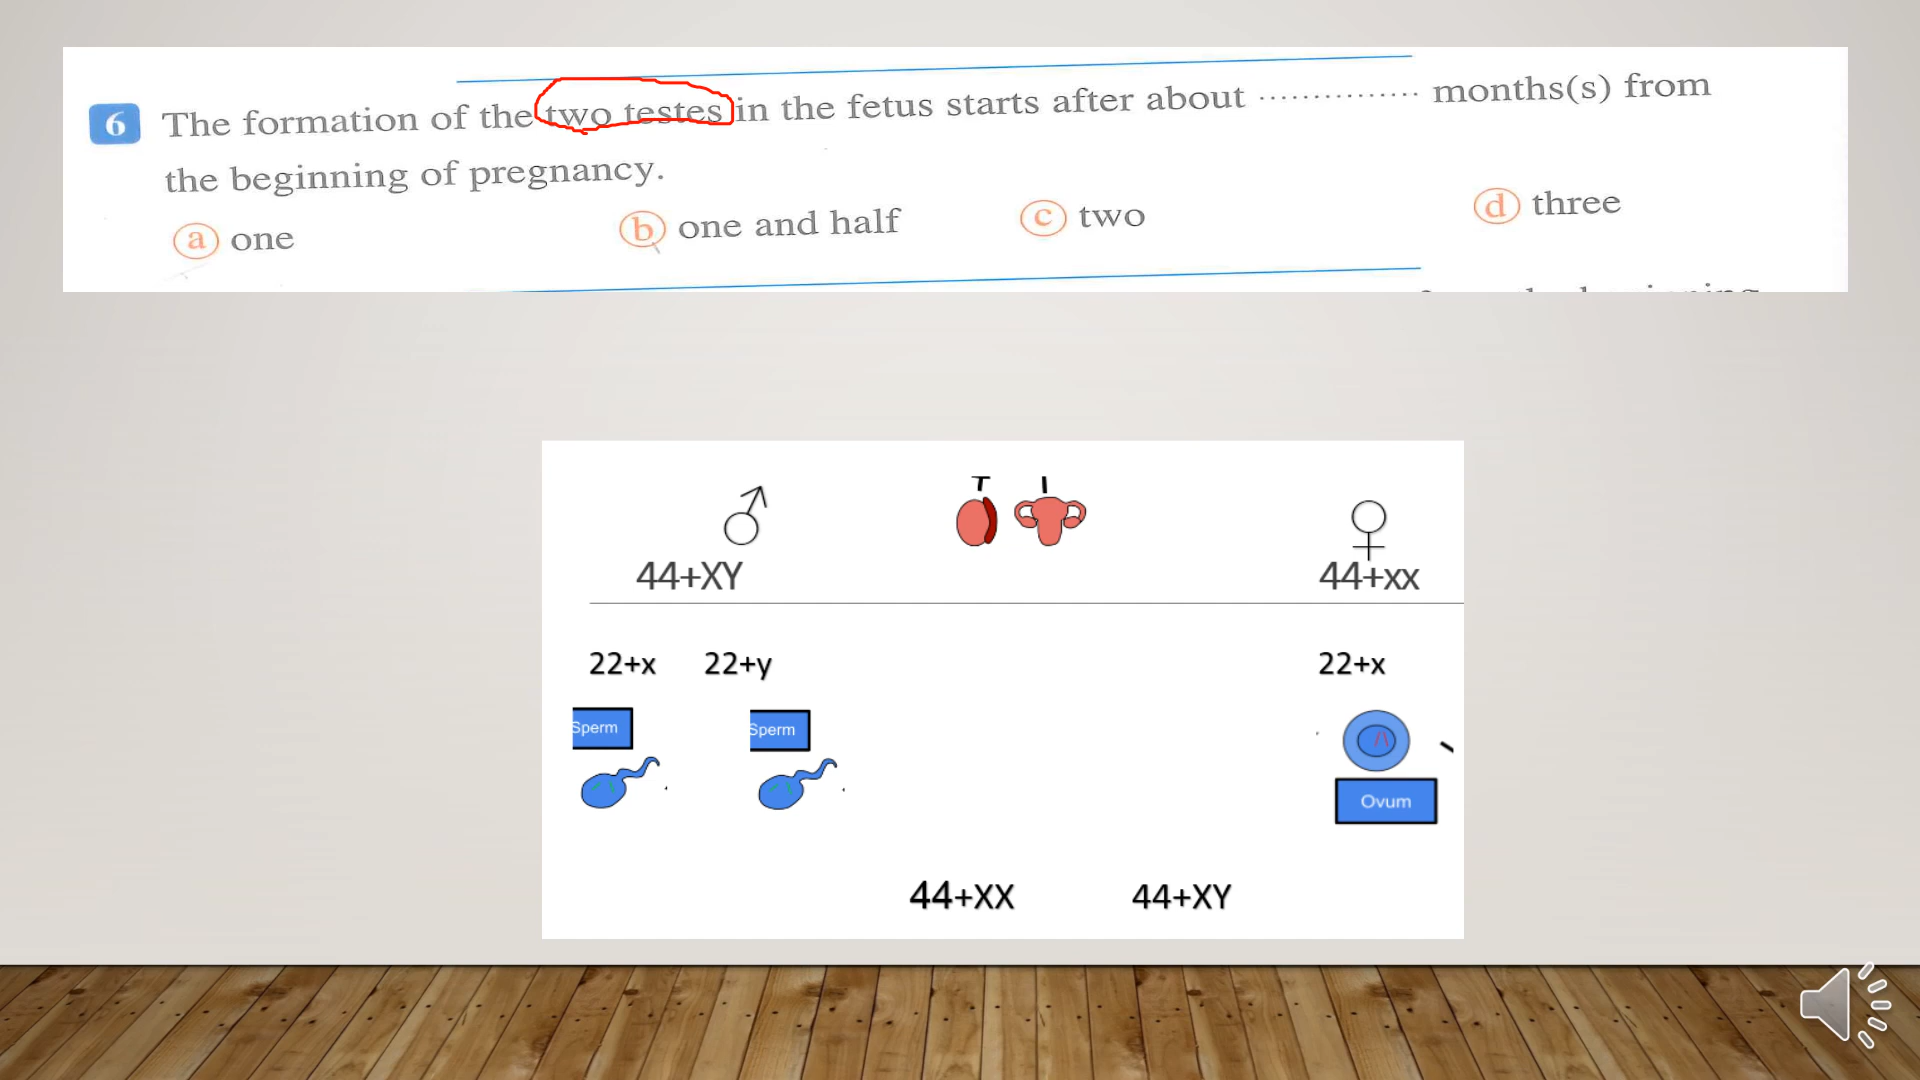 6 The formation of the two testes in the fetus starts after about ............... months(s) from
the beginning of pregnancy.
a one b one and half c two d three
T I
44+XY 44+xx
22+x 22+y 22+x
Sperm Sperm
Ovum
44+XX 44+XY